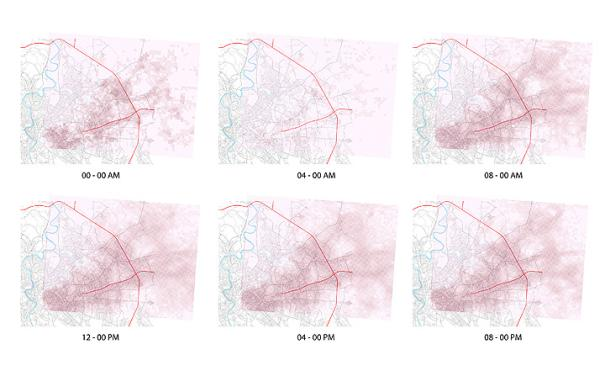 00 - 00 AM
04 - 00 AM
08 - 00 AM
12 - 00 PM
04 - 00 PM
08 - 00 PM